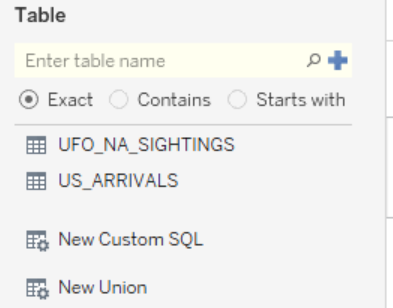 Table
Enter table name
Exact Contains Starts with
UFO_NA_SIGHTINGS
US_ARRIVALS
New Custom SQL
New Union